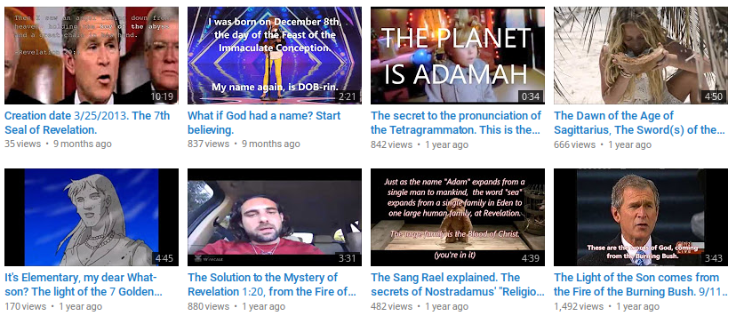 heaven
and a
(Revelation
10:19
I was born on December 8th,
the day of the Feast of the
Immaculate Conception.
My name again, is DOB-rin.
2:21
THE PLANET
IS ADAMAH
0:34
4:50
Creation date 3/25/2013. The 7th
Seal of Revelation.
35 views • 9 months ago
What if God had a name? Start
believing.
837 views • 9 months ago
The secret to the pronunciation of
the Tetragrammaton. This is the...
842 views • 1 year ago
The Dawn of the Age of
Sagittarius, The Sword(s) of the...
666 views • 1 year ago
4:45
3:31
Just as the name "Adam" expands from a
single man to mankind, the word "sea"
expands from a single family in Eden to
one large human family, at Revelation.
is the Blood of Christ
(you're in it)
4:39
These are the words of God, coming
from the Burning Bush.
3:43
It's Elementary, my dear What-
son? The light of the 7 Golden...
170 views • 1 year ago
The Solution to the Mystery of
Revelation 1:20, from the Fire of...
880 views • 1 year ago
The Sang Rael explained. The
secrets of Nostradamus' "Religio...
482 views • 1 year ago
The Light of the Son comes from
the Fire of the Burning Bush. 9/11...
1,492 views • 1 year ago